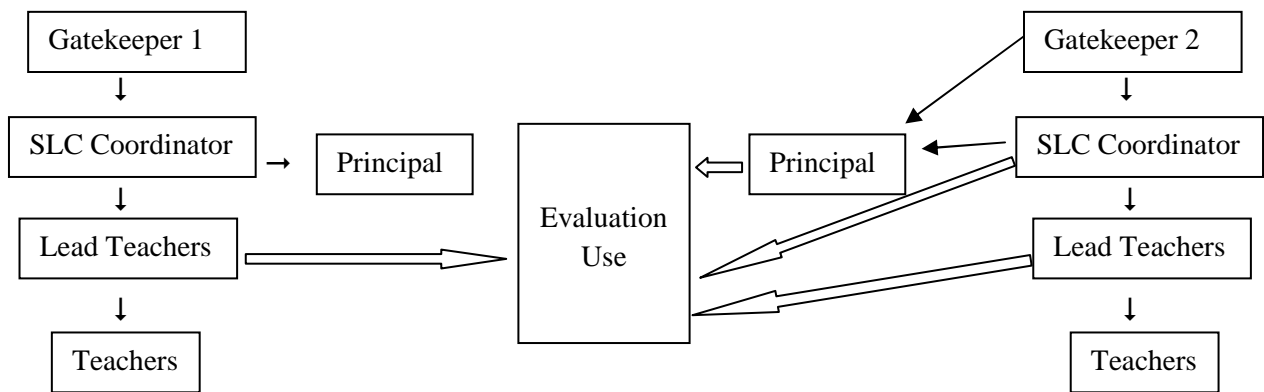 Gatekeeper 1
Gatekeeper 2
SLC Coordinator
Principal
Principal
SLC Coordinator
Evaluation
Use
Lead Teachers
Lead Teachers
Teachers
Teachers